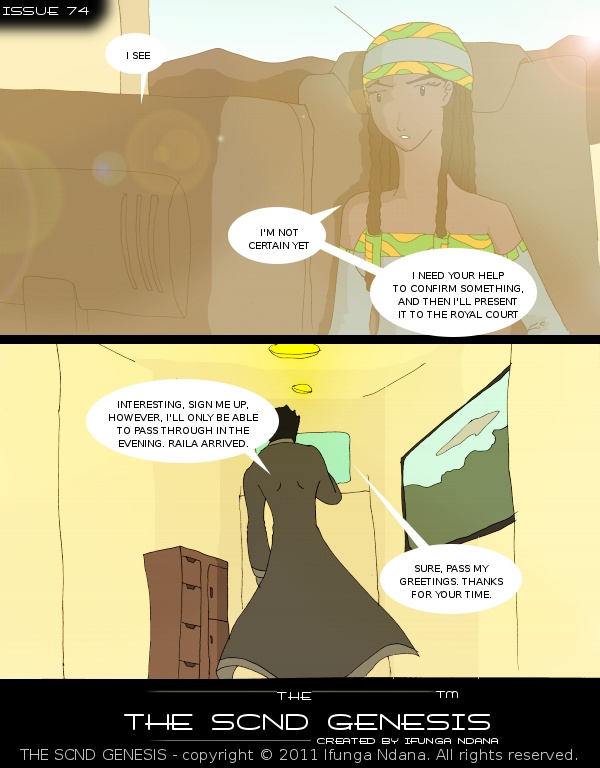 ISSUE 74
I SEE
I'M NOT
CERTAIN YET
I NEED YOUR HELP
TO CONFIRM SOMETHING,
AND THEN I'LL PRESENT
IT TO THE ROYAL COURT
INTERESTING, SIGN ME UP,
HOWEVER, I'LL ONLY BE ABLE
TO PASS THROUGH IN THE
EVENING. RAILA ARRIVED.
SURE, PASS MY
GREETINGS. THANKS
FOR YOUR TIME.
THE TM
THE SCND GENESIS
CREATED BY IFUNGA NDANA
THE SCND GENESIS - copyright © 2011 Ifunga Ndana. All rights reserved.